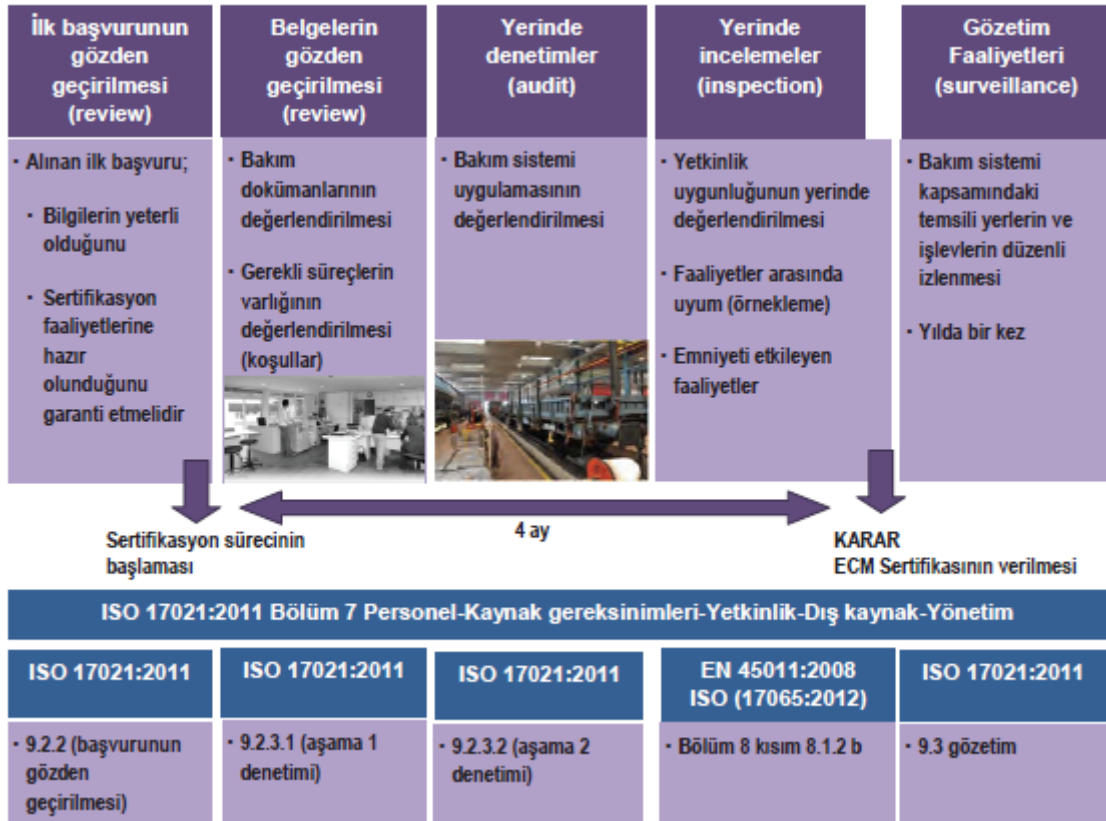 İlk başvurunun
gözden
geçirilmesi
(review)
Belgelerin
gözden
geçirilmesi
(review)
Yerinde
denetimler
(audit)
Yerinde
incelemeler
(inspection)
Gözetim
Faaliyetleri
(surveillance)
· Alınan ilk başvuru;
· Bilgilerin yeterli
olduğunu
· Sertifikasyon
faaliyetlerine
hazır
olunduğunu
garanti etmelidir
· Bakım
dokümanlarının
değerlendirilmesi
· Gerekli süreçlerin
varlığının
değerlendirilmesi
(koşullar)
· Bakım sistemi
uygulamasının
değerlendirilmesi
· Yetkinlik
uygunluğunun yerinde
değerlendirilmesi
· Faaliyetler arasında
uyum (örnekleme)
· Emniyeti etkileyen
faaliyetler
· Bakım sistemi
kapsamındaki
temsili yerlerin ve
işlevlerin düzenli
izlenmesi
· Yılda bir kez
Sertifikasyon sürecinin
başlaması
4 ay
KARAR
ECM Sertifikasının verilmesi
ISO 17021:2011 Bölüm 7 Personel-Kaynak gereksinimleri-Yetkinlik-Dış kaynak-Yönetim
ISO 17021:2011
ISO 17021:2011
ISO 17021:2011
EN 45011:2008
ISO (17065:2012)
ISO 17021:2011
· 9.2.2 (başvurunun
gözden
geçirilmesi)
· 9.2.3.1 (aşama 1
denetimi)
· 9.2.3.2 (aşama 2
denetimi)
· Bölüm 8 kısım 8.1.2 b
· 9.3 gözetim